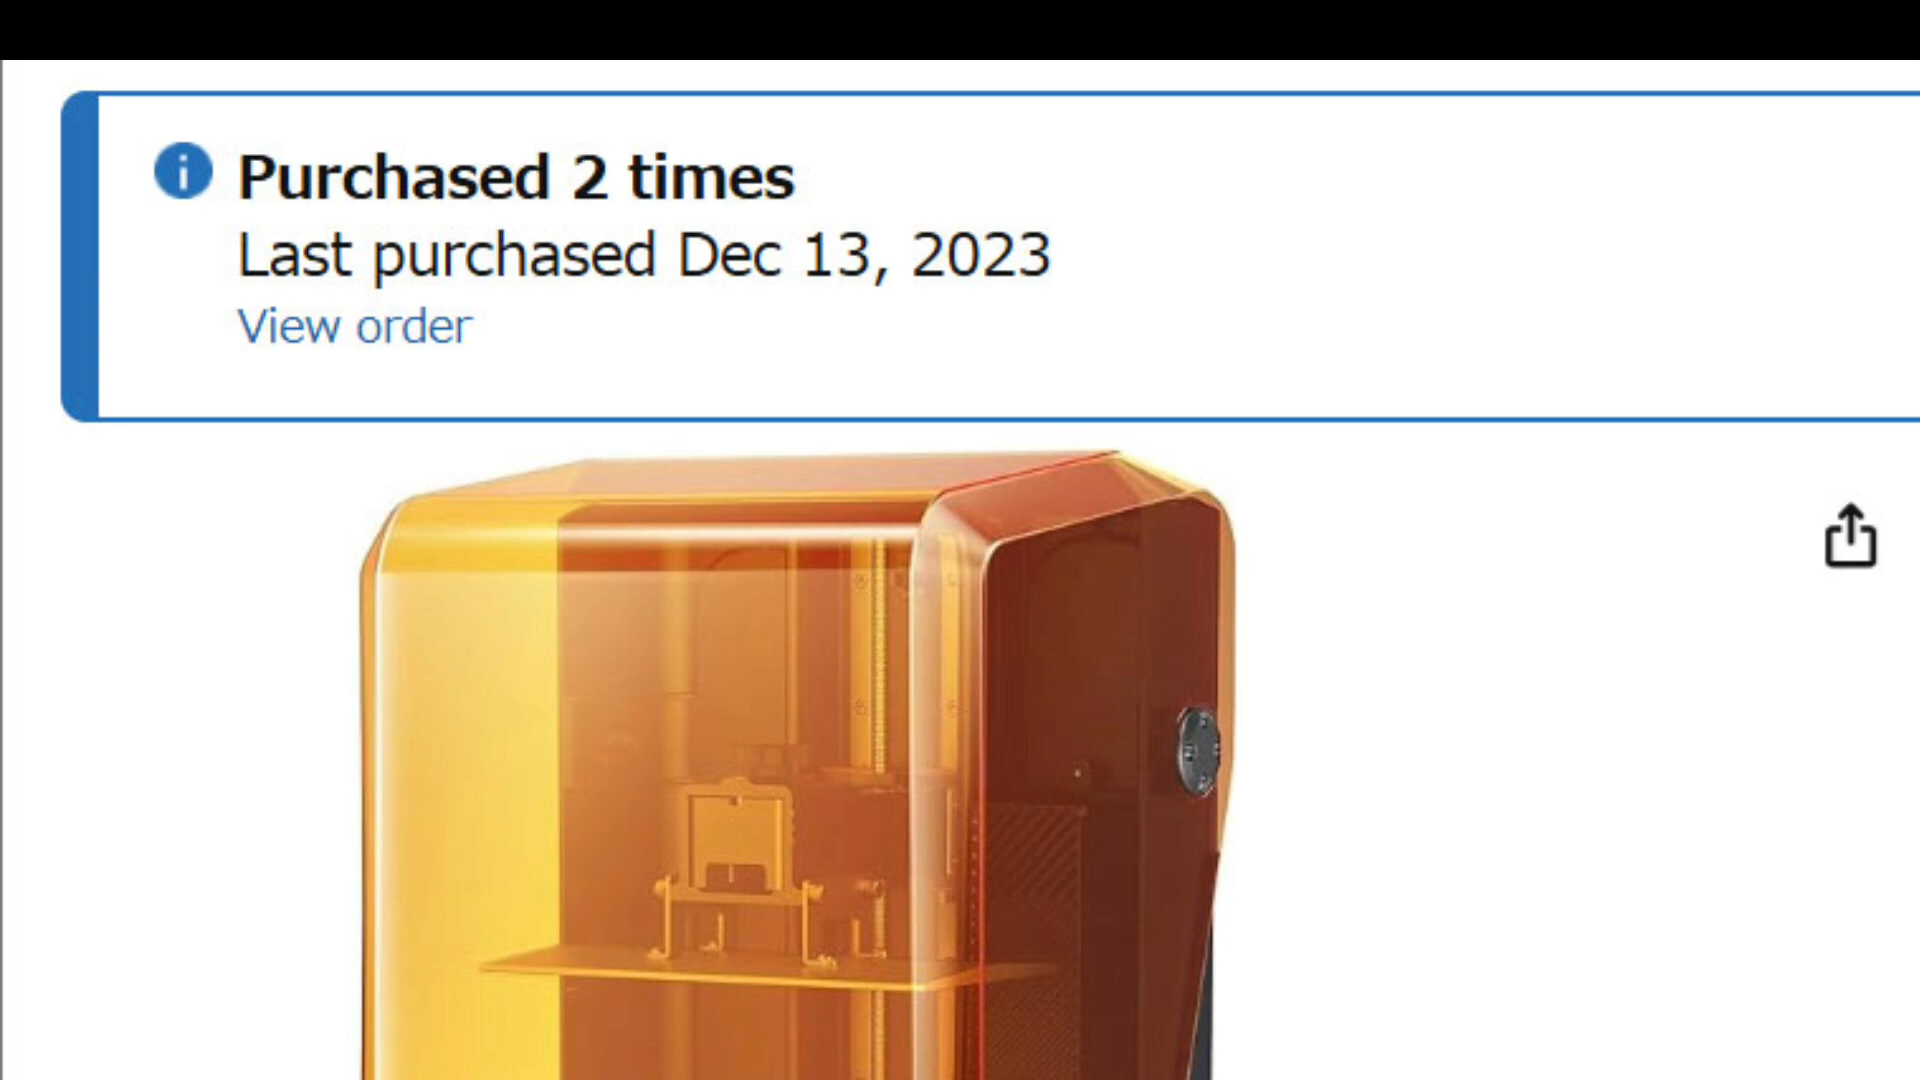 Purchased 2 times
Last purchased Dec 13, 2023
View order